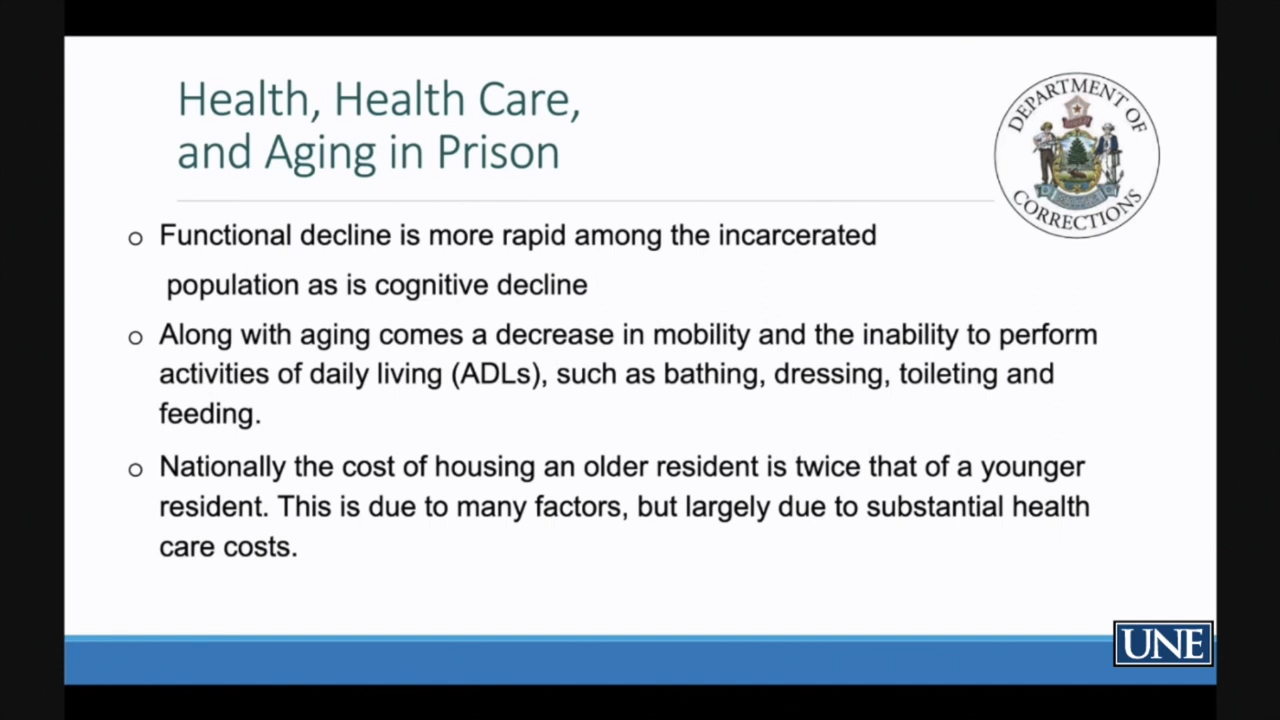 Health, Health Care,
and Aging in Prison
DEPARTMENT OF
CORRECTIONS
o Functional decline is more rapid among the incarcerated
population as is cognitive decline
o Along with aging comes a decrease in mobility and the inability to perform
activities of daily living (ADLs), such as bathing, dressing, toileting and
feeding.
o Nationally the cost of housing an older resident is twice that of a younger
resident. This is due to many factors, but largely due to substantial health
care costs.
UNE